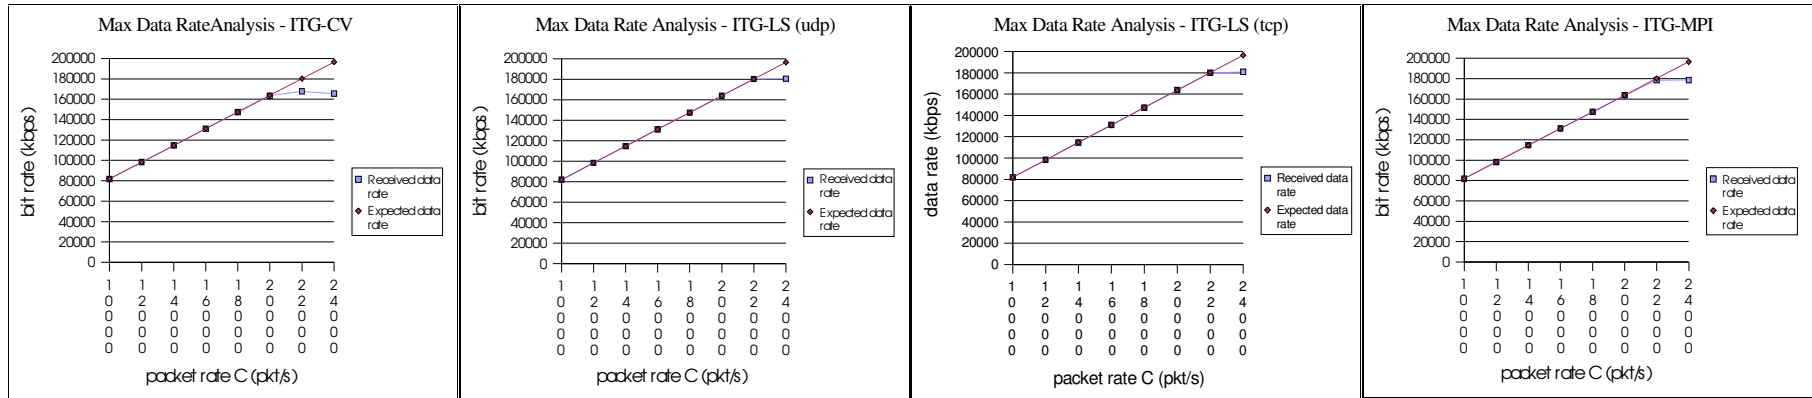 Max Data RateAnalysis - ITG-CV
bit rate (kbps)
200000
180000
160000
140000
120000
100000
80000
60000
40000
20000
0
10000
12000
14000
16000
18000
20000
22000
24000
packet rate C (pkt/s)
Received data
rate
Expected data
rate
Max Data Rate Analysis - ITG-LS (udp)
bit rate (kbps)
200000
180000
160000
140000
120000
100000
80000
60000
40000
20000
0
10000
12000
14000
16000
18000
20000
22000
24000
packet rate C (pkt/s)
Received data
rate
Expected data
rate
Max Data Rate Analysis - ITG-LS (tcp)
data rate (kbps)
200000
180000
160000
140000
120000
100000
80000
60000
40000
20000
0
10000
12000
14000
16000
18000
20000
22000
24000
packet rate C (pkt/s)
Received data
rate
Expected data
rate
Max Data Rate Analysis - ITG-MPI
bit rate (kbps)
200000
180000
160000
140000
120000
100000
80000
60000
40000
20000
0
10000
12000
14000
16000
18000
20000
22000
24000
packet rate C (pkt/s)
Received data
rate
Expected data
rate